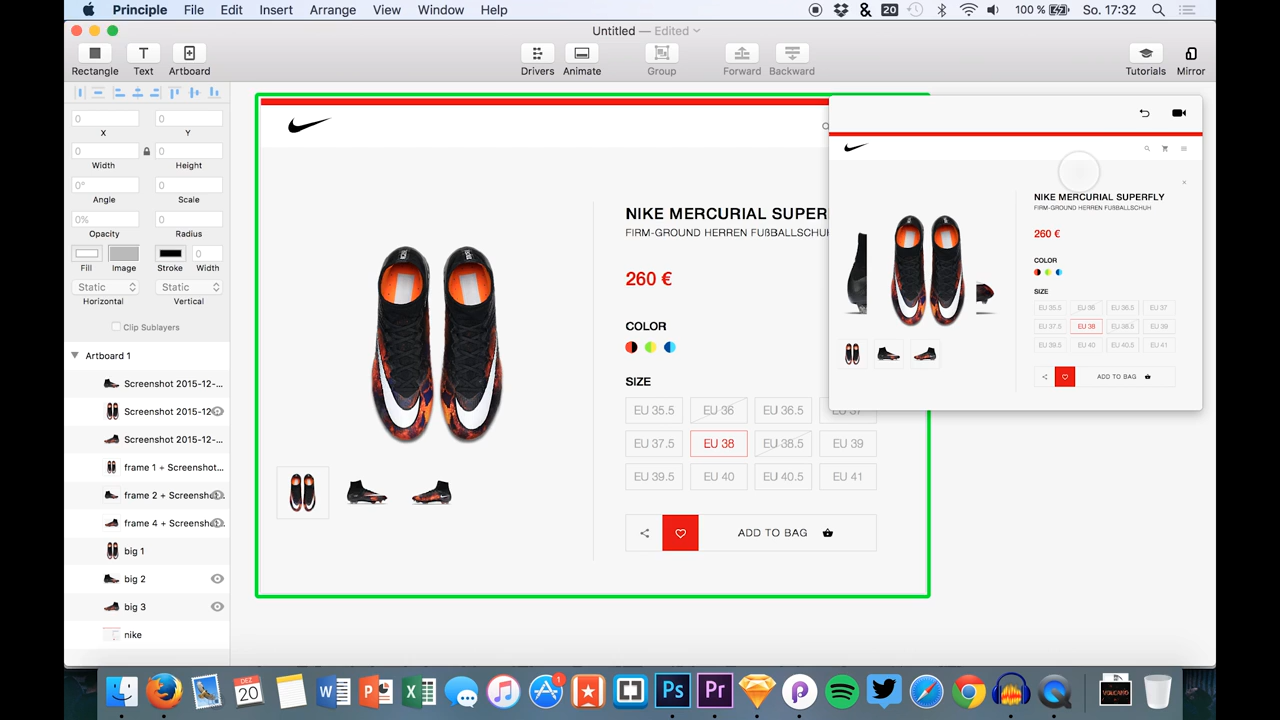 Principle File Edit Insert Arrange View Window Help 20 100 % So. 17:32
Untitled — Edited
Rectangle Text Artboard Drivers Animate Group Forward Backward Tutorials Mirror
0 0
X Y
0 0
Width Height
0° 0
Angle Scale
0% 0
Opacity Radius
0
Fill Image Stroke Width
Static Static
Horizontal Vertical
Clip Sublayers
Artboard 1
Screenshot 2015-12-...
Screenshot 2015-12
Screenshot 2015-12-...
frame 1 + Screenshot...
frame 2 + Screenshot...
frame 4 + Screenshot...
big 1
big 2
big 3
nike
NIKE MERCURIAL SUPER
FIRM-GROUND HERREN FUßBALLSCHUH
260 €
COLOR
SIZE
EU 35.5 EU 36 EU 36.5 EU 37
EU 37.5 EU 38 EU 38.5 EU 39
EU 39.5 EU 40 EU 40.5 EU 41
ADD TO BAG
NIKE MERCURIAL SUPERFLY
FIRM-GROUND HERREN FUßBALLSCHUH
260 €
COLOR
SIZE
EU 35.5 EU 36 EU 36.5 EU 37
EU 37.5 EU 38 EU 38.5 EU 39
EU 39.5 EU 40 EU 40.5 EU 41
ADD TO BAG
DEZ
20
1
Ps Pr